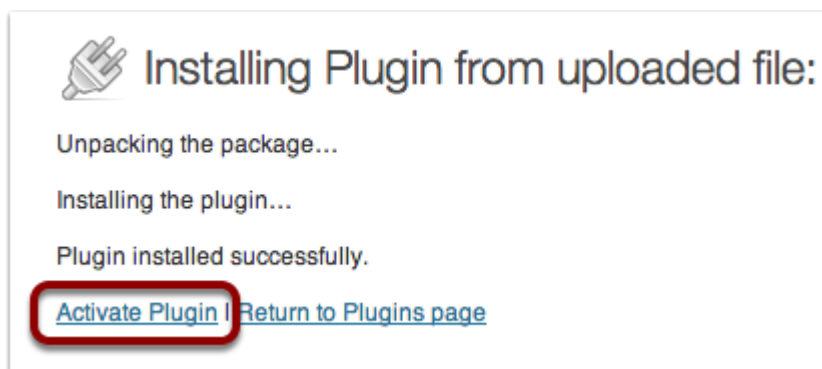 Installing Plugin from uploaded file:
Unpacking the package…
Installing the plugin…
Plugin installed successfully.
Activate Plugin | Return to Plugins page